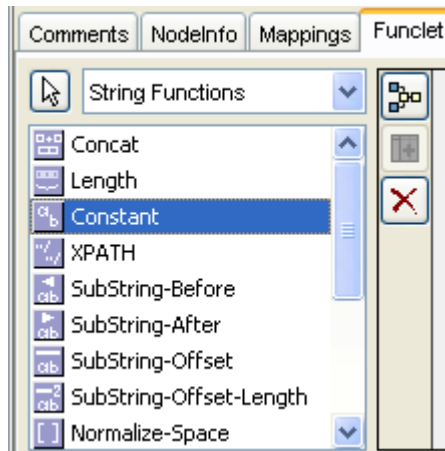 Comments NodeInfo Mappings Funclet
String Functions
Concat
Length
Constant
XPATH
SubString-Before
SubString-After
SubString-Offset
SubString-Offset-Length
Normalize-Space